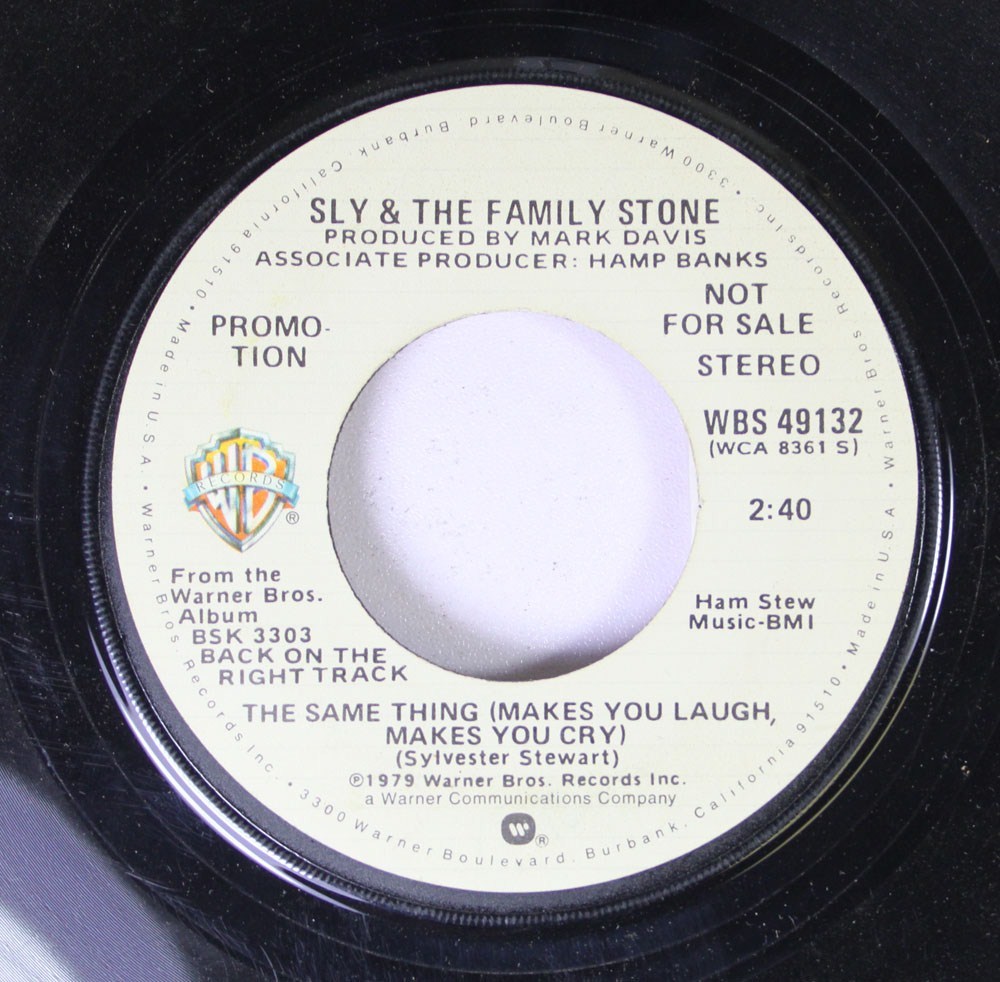 SLY & THE FAMILY STONE
PRODUCED BY MARK DAVIS
ASSOCIATE PRODUCER: HAMP BANKS
PROMO-
TION
NOT
FOR SALE
STEREO
WBS 49132
(WCA 8361 S)
2:40
WB
RECORDS
®
From the
Warner Bros.
Album
BSK 3303
BACK ON THE
RIGHT TRACK
Ham Stew
Music-BMI
THE SAME THING (MAKES YOU LAUGH,
MAKES YOU CRY)
(Sylvester Stewart)
℗1979 Warner Bros. Records Inc.
a Warner Communications Company
W ®
Made in U.S.A. • Warner Bros. Records Inc. • 3300 Warner Boulevard. Burbank. California 91510 • Made in U.S.A. • Warner Bros Records Inc • 3300 Warner Boulevard Burbank California 91510 •